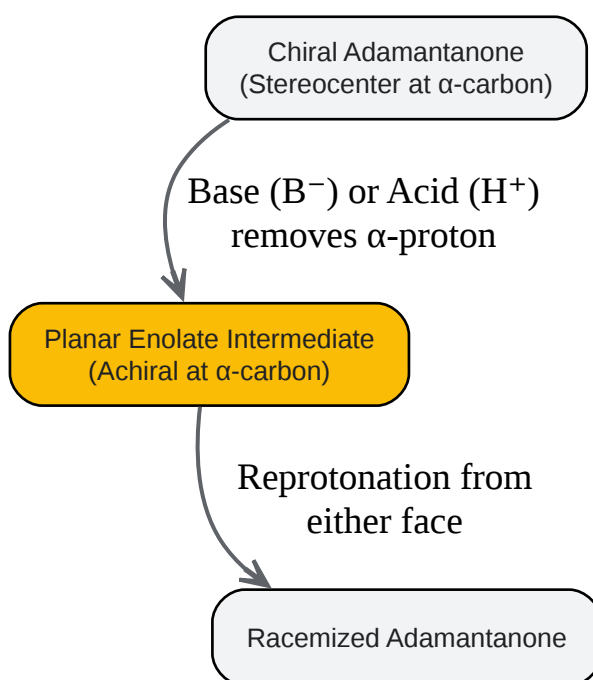 Chiral Adamantanone
(Stereocenter at α-carbon)
Base (B⁻) or Acid (H⁺)
removes α-proton
Planar Enolate Intermediate
(Achiral at α-carbon)
Reprotonation from
either face
Racemized Adamantanone